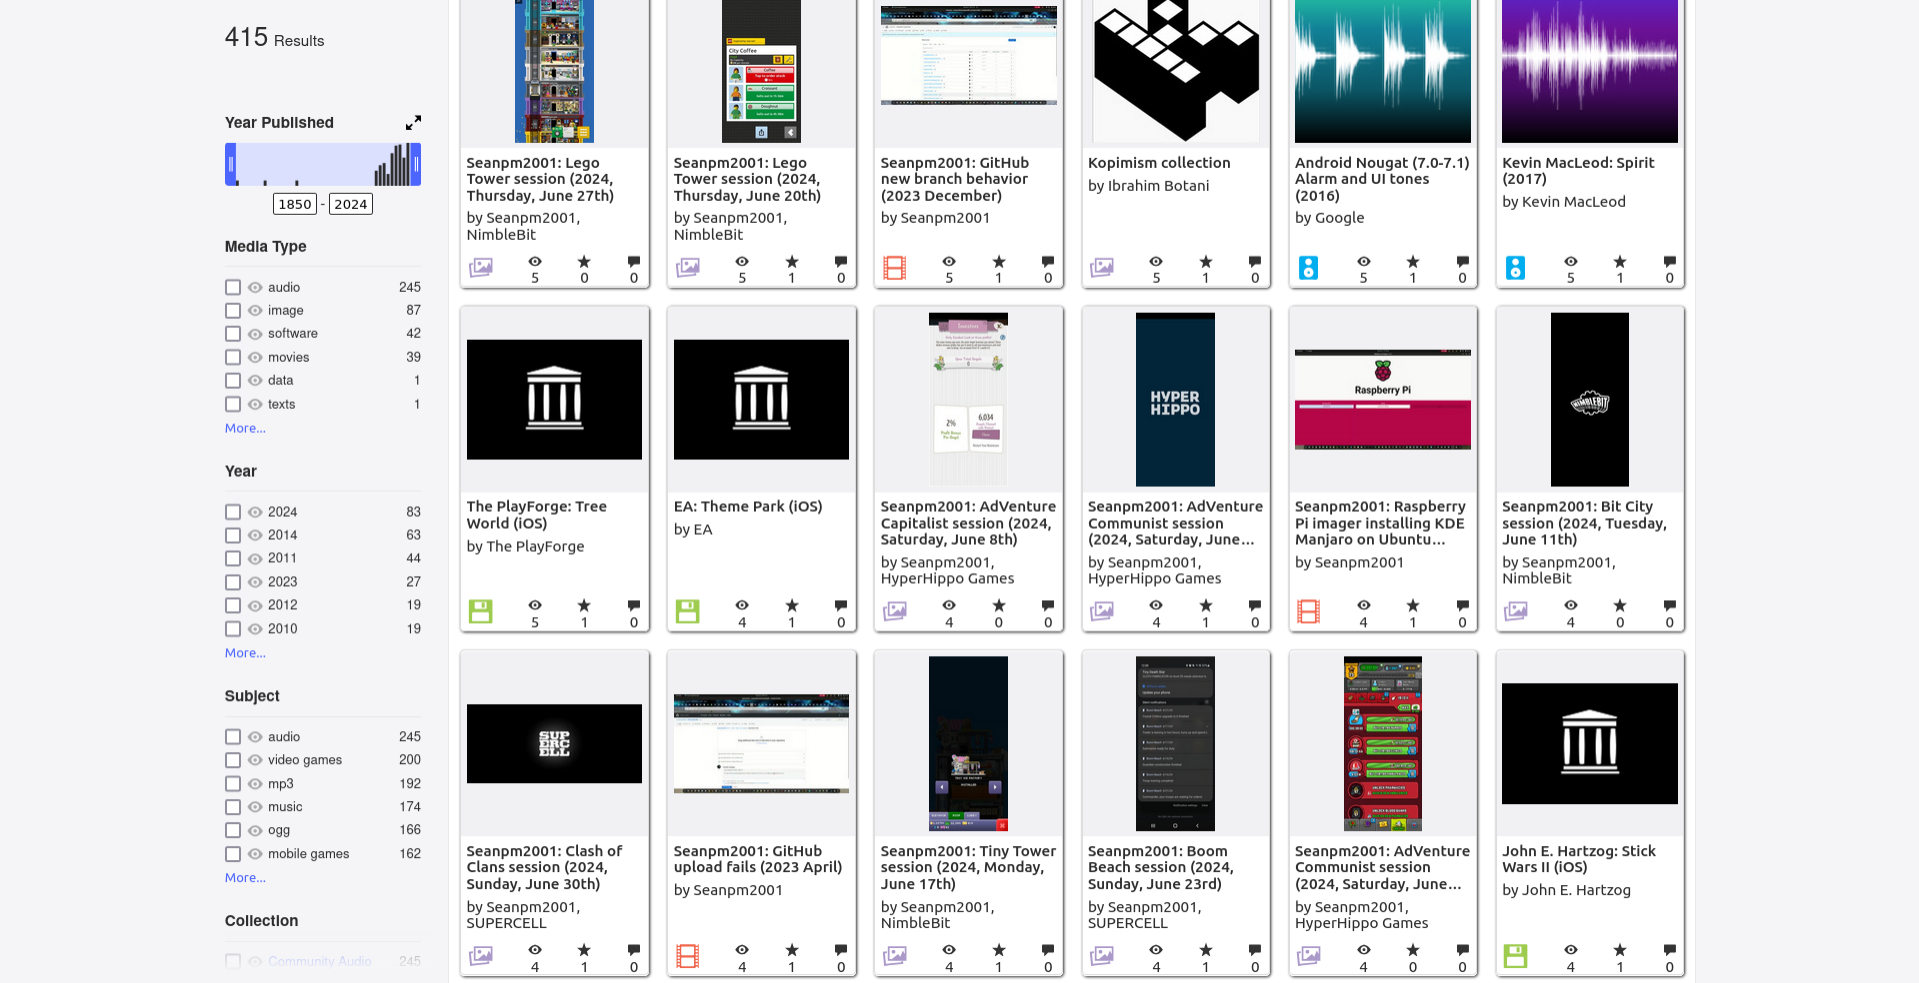 415 Results
Year Published
1850 - 2024
Media Type
audio 245
image 87
software 42
movies 39
data 1
texts 1
More...
Year
2024 83
2014 63
2011 44
2023 27
2012 19
2010 19
More...
Subject
audio 245
video games 200
mp3 192
music 174
ogg 166
mobile games 162
More...
Collection
Community Audio 245
City Coffee
Coffee
Croissant
Doughnut
Seanpm2001: Lego
Tower session (2024,
Thursday, June 27th)
by Seanpm2001,
NimbleBit
5 0 0
Seanpm2001: Lego
Tower session (2024,
Thursday, June 20th)
by Seanpm2001,
NimbleBit
5 1 0
Seanpm2001: GitHub
new branch behavior
(2023 December)
by Seanpm2001
5 1 0
Kopimism collection
by Ibrahim Botani
5 1 0
Android Nougat (7.0-7.1)
Alarm and UI tones
(2016)
by Google
5 1 0
Kevin MacLeod: Spirit
(2017)
by Kevin MacLeod
5 1 0
The PlayForge: Tree
World (iOS)
by The PlayForge
5 1 0
EA: Theme Park (iOS)
by EA
4 1 0
2%
6,034
Seanpm2001: AdVenture
Capitalist session (2024,
Saturday, June 8th)
by Seanpm2001,
HyperHippo Games
4 0 0
HYPER
HIPPO
Seanpm2001: AdVenture
Communist session
(2024, Saturday, June...
by Seanpm2001,
HyperHippo Games
4 1 0
Raspberry Pi
Seanpm2001: Raspberry
Pi imager installing KDE
Manjaro on Ubuntu...
by Seanpm2001
4 1 0
NIMBLEBIT
Seanpm2001: Bit City
session (2024, Tuesday,
June 11th)
by Seanpm2001,
NimbleBit
4 0 0
SUP
ERC
ELL
Seanpm2001: Clash of
Clans session (2024,
Sunday, June 30th)
by Seanpm2001,
SUPERCELL
4 1 0
Seanpm2001: GitHub
upload fails (2023 April)
by Seanpm2001
4 1 0
Seanpm2001: Tiny Tower
session (2024, Monday,
June 17th)
by Seanpm2001,
NimbleBit
4 1 0
Seanpm2001: Boom
Beach session (2024,
Sunday, June 23rd)
by Seanpm2001,
SUPERCELL
4 1 0
Seanpm2001: AdVenture
Communist session
(2024, Saturday, June...
by Seanpm2001,
HyperHippo Games
4 0 0
John E. Hartzog: Stick
Wars II (iOS)
by John E. Hartzog
4 1 0